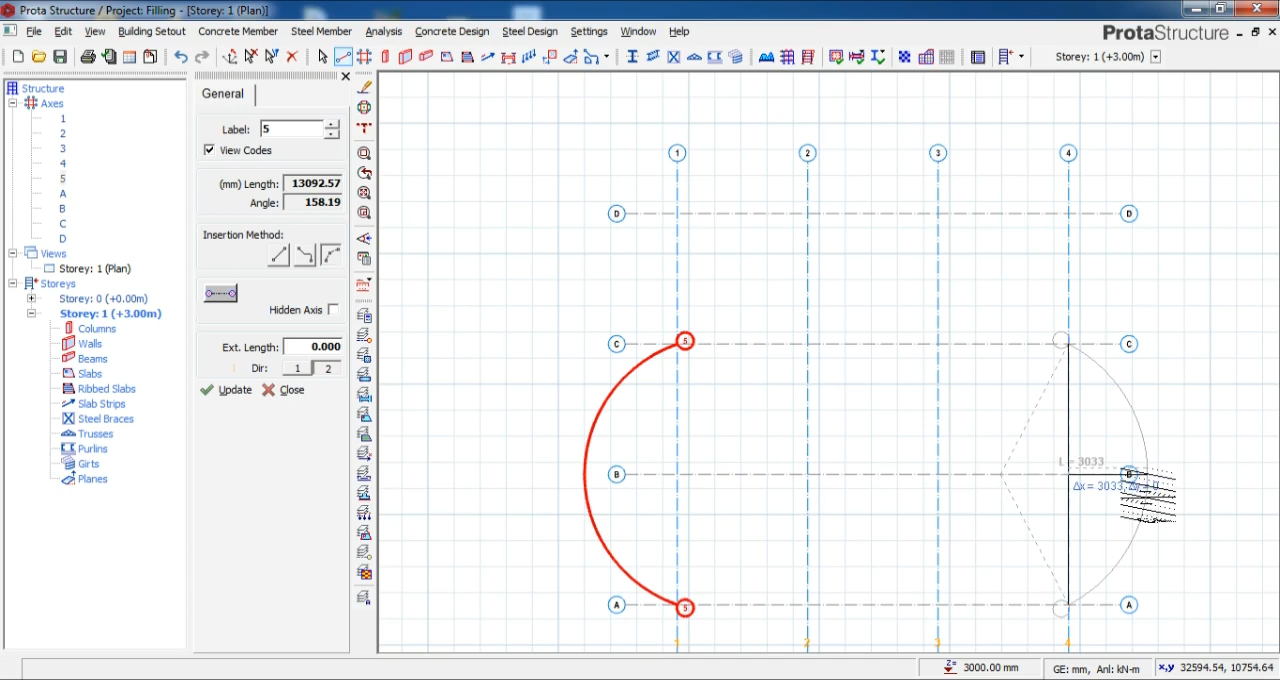 Prota Structure / Project: Filling - [Storey: 1 (Plan)]
File Edit View Building Setout Concrete Member Steel Member Analysis Concrete Design Steel Design Settings Window Help
ProtaStructure
Storey: 1 (+3.00m)
Structure
Axes
1
2
3
4
5
A
B
C
D
Views
Storey: 1 (Plan)
Storeys
Storey: 0 (+0.00m)
Storey: 1 (+3.00m)
Columns
Walls
Beams
Slabs
Ribbed Slabs
Slab Strips
Steel Braces
Trusses
Purlins
Girts
Planes
General
Label: 5
View Codes
(mm) Length: 13092.57
Angle: 158.19
Insertion Method:
Hidden Axis
Ext. Length: 0.000
Dir: 1 2
Update Close
1 2 3 4
D D
C 5 C
L = 3033
B B
Δx = 3033
A 5 A
1 2 3 4
3000.00 mm
GE: mm, Anl: kN-m
x,y 32594.54, 10754.64